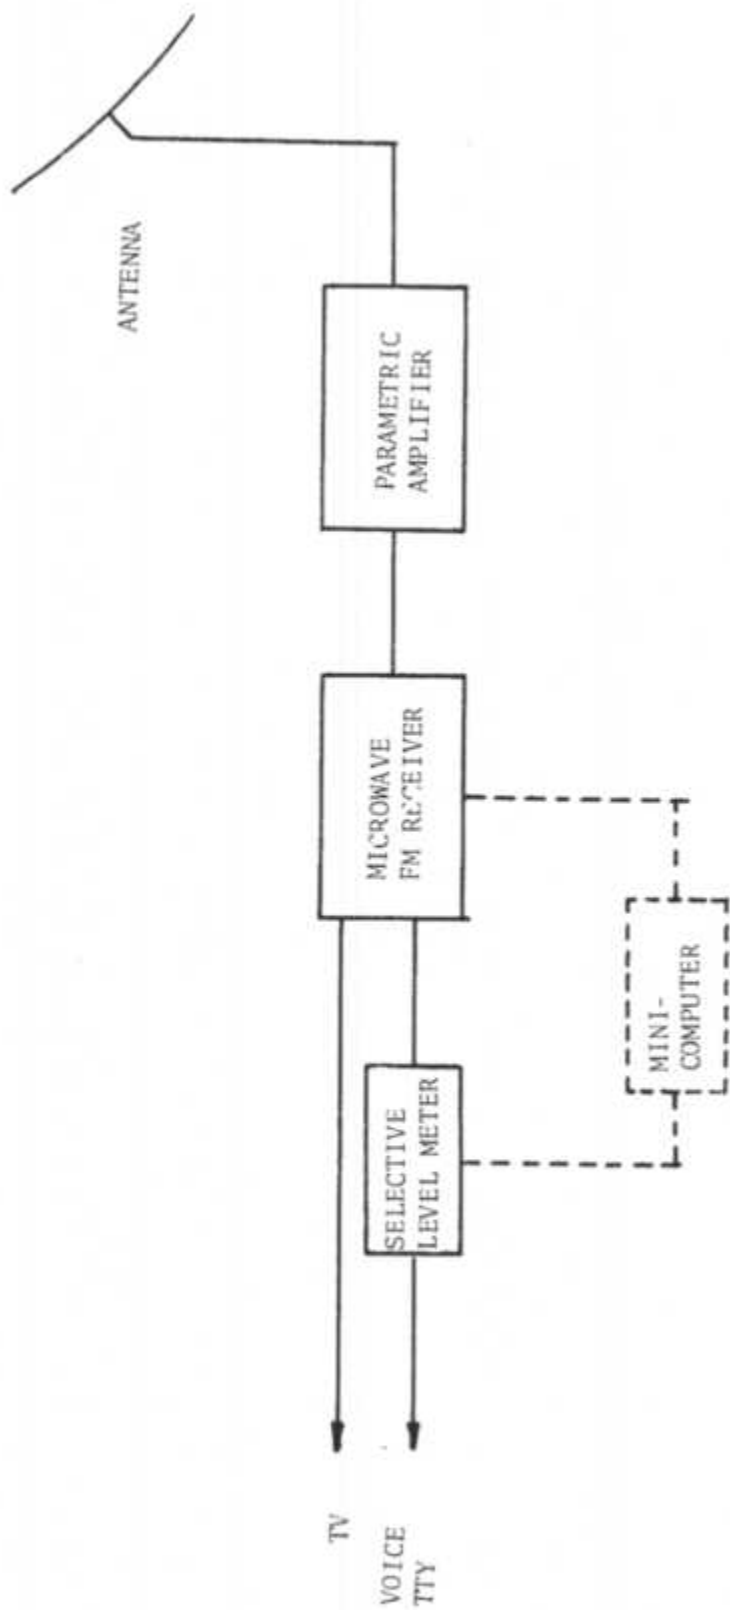 ANTENNA
PARAMETRIC
AMPLIFIER
MICROWAVE
FM RECEIVER
MINI-
COMPUTER
SELECTIVE
LEVEL METER
TV
VOICE
TTY